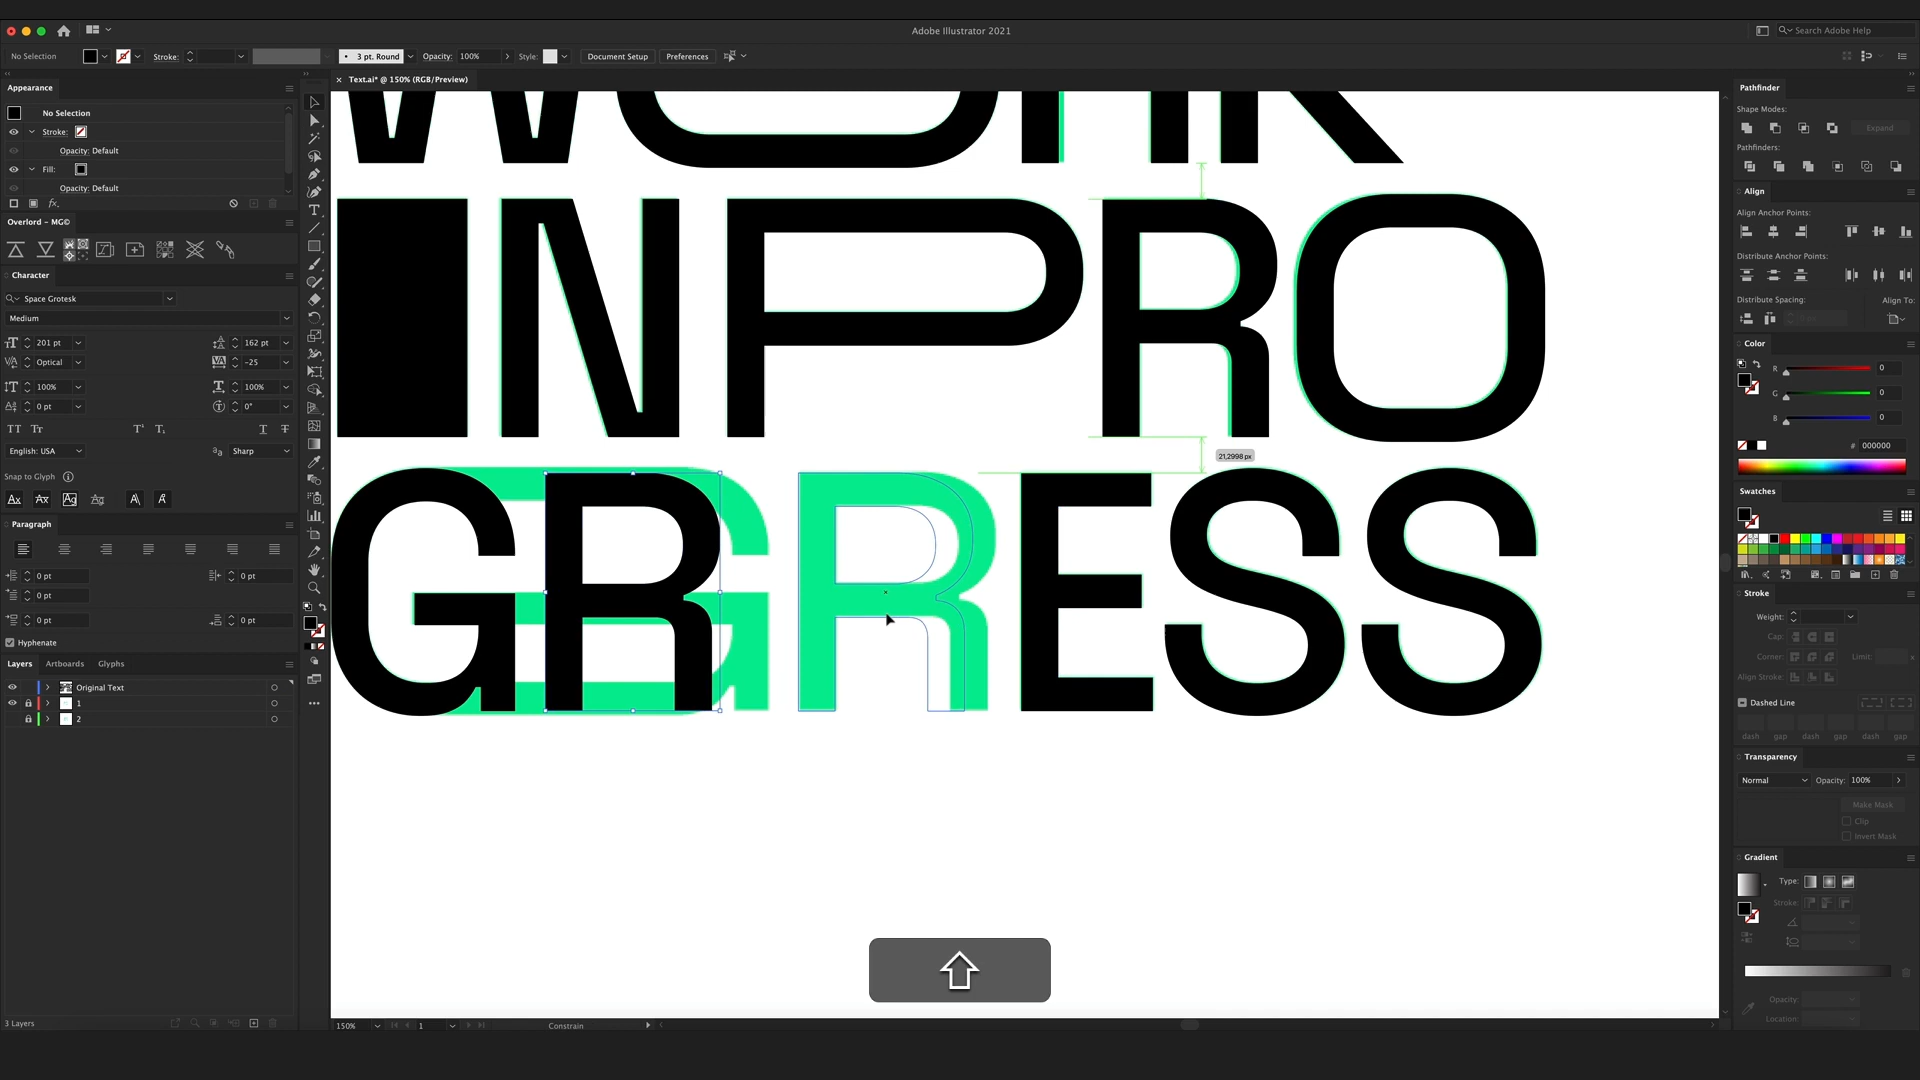 Adobe Illustrator 2021
Search Adobe Help
No Selection
Stroke:
3 pt. Round
Opacity: 100%
Style:
Document Setup
Preferences
Text.ai* @ 150% (RGB/Preview)
Appearance
No Selection
Stroke:
Opacity: Default
Fill:
Opacity: Default
Overlord – MG©
Character
Space Grotesk
Medium
201 pt
162 pt
Optical
-25
100%
100%
0 pt
0°
English: USA
Sharp
Snap to Glyph
Paragraph
0 pt
0 pt
0 pt
0 pt
0 pt
Hyphenate
Layers
Artboards
Glyphs
Original Text
1
2
3 Layers
WORK
INPRO
GRESS
21,2998 px
150%
1
Constrain
Pathfinder
Shape Modes:
Expand
Pathfinders:
Align
Align Anchor Points:
Distribute Anchor Points:
Distribute Spacing:
Align To:
Color
R
0
G
0
B
0
# 000000
Swatches
Stroke
Weight:
Cap:
Corner:
Limit:
Align Stroke:
Dashed Line
dash
gap
dash
gap
dash
gap
Transparency
Normal
Opacity: 100%
Make Mask
Clip
Invert Mask
Gradient
Type:
Stroke:
Opacity:
Location: